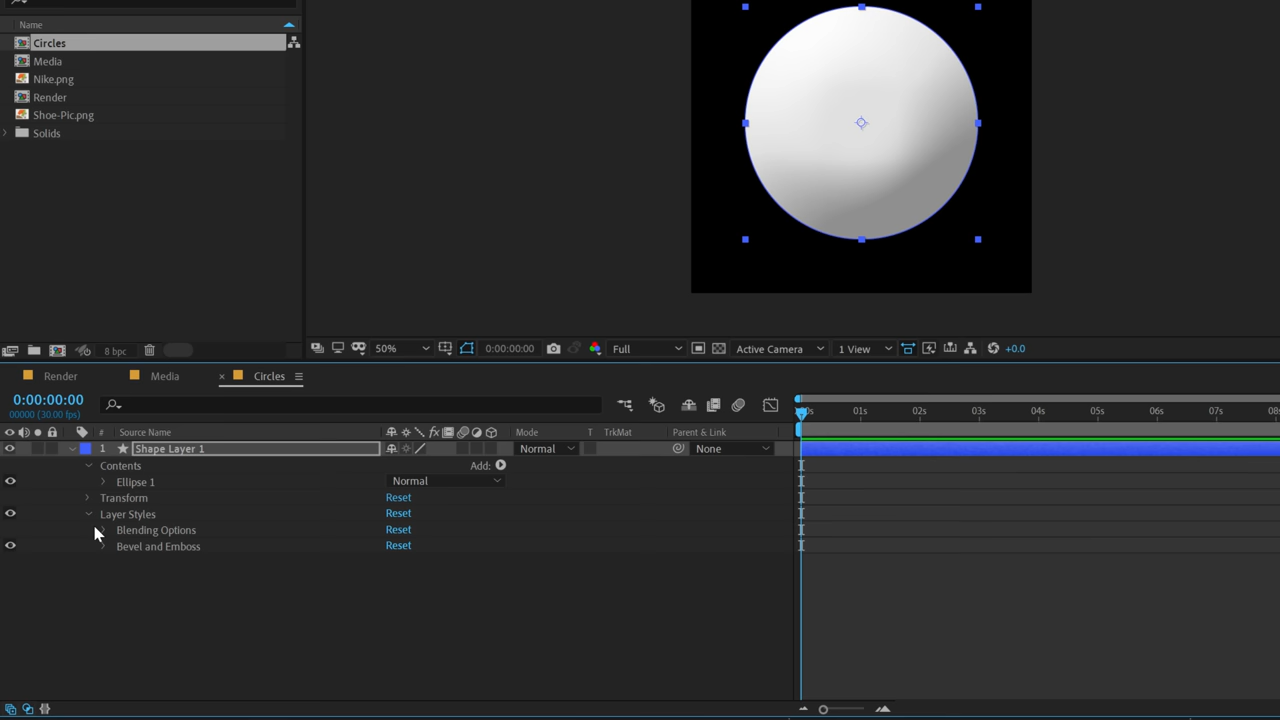 Name
Circles
Media
Nike.png
Render
Shoe-Pic.png
Solids
8 bpc
50%
0:00:00:00
Full
Active Camera
1 View
+0.0
Render
Media
× Circles
0:00:00:00
00000 (30.00 fps)
:00s 01s 02s 03s 04s 05s 06s 07s
# Source Name fx Mode T TrkMat Parent & Link
1 Shape Layer 1 Normal None
Contents Add:
Ellipse 1 Normal
Transform Reset
Layer Styles Reset
Blending Options Reset
Bevel and Emboss Reset